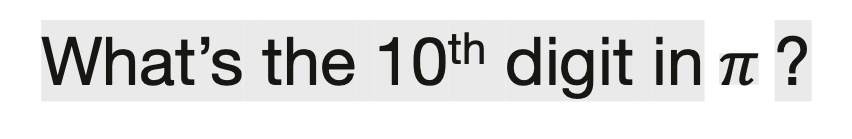 What’s the 10ᵗʰ digit in π ?